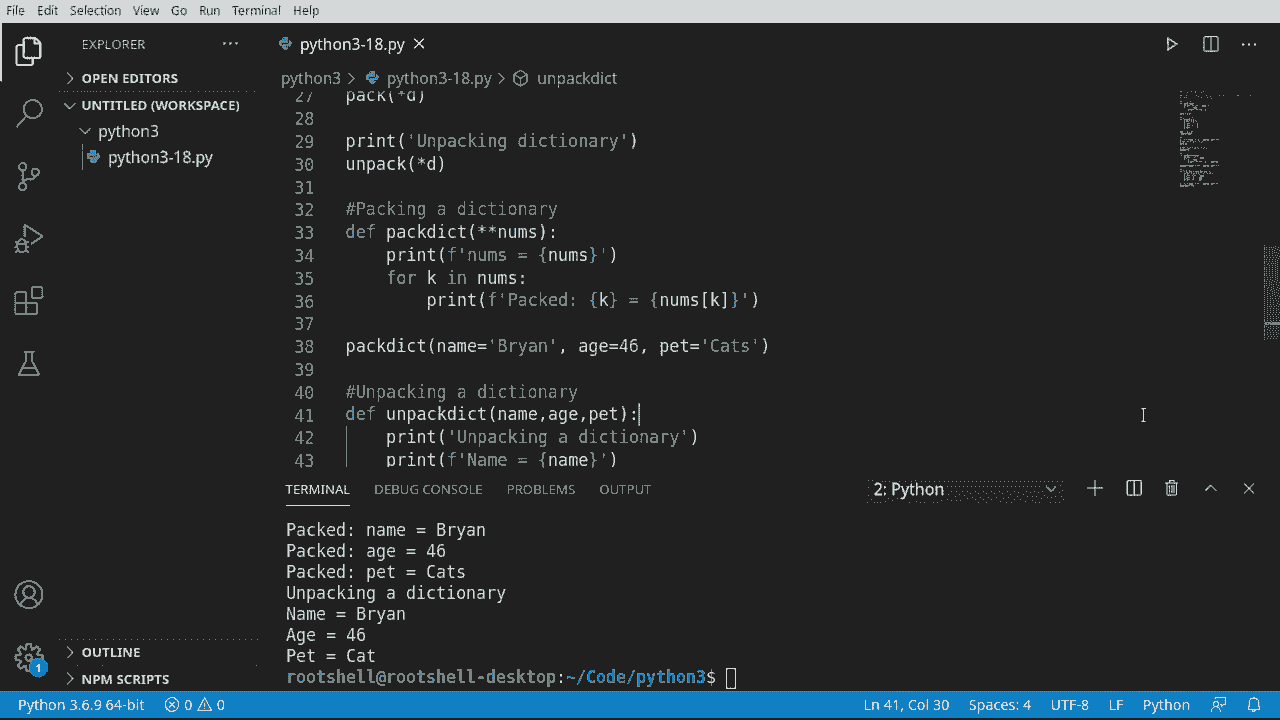 File Edit Selection View Go Run Terminal Help
EXPLORER
python3-18.py
OPEN EDITORS
python3 > python3-18.py > unpackdict
UNTITLED (WORKSPACE)
python3
python3-18.py
27 pack(*d)
28
29 print('Unpacking dictionary')
30 unpack(*d)
31
32 #Packing a dictionary
33 def packdict(**nums):
34 print(f'nums = {nums}')
35 for k in nums:
36 print(f'Packed: {k} = {nums[k]}')
37
38 packdict(name='Bryan', age=46, pet='Cats')
39
40 #Unpacking a dictionary
41 def unpackdict(name,age,pet):
42 print('Unpacking a dictionary')
43 print(f'Name = {name}')
TERMINAL DEBUG CONSOLE PROBLEMS OUTPUT 2: Python
Packed: name = Bryan
Packed: age = 46
Packed: pet = Cats
Unpacking a dictionary
Name = Bryan
Age = 46
Pet = Cat
rootshell@rootshell-desktop:~/Code/python3$
OUTLINE
NPM SCRIPTS
1
Python 3.6.9 64-bit 0 0 Ln 41, Col 30 Spaces: 4 UTF-8 LF Python